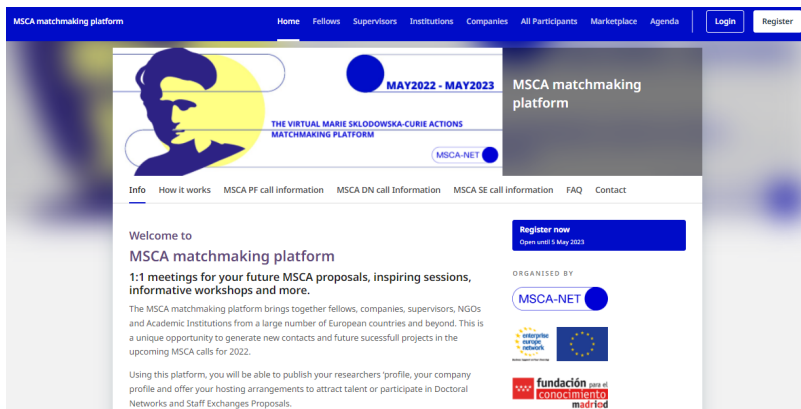 MSCA matchmaking platform
Home Fellows Supervisors Institutions Companies All Participants Marketplace Agenda Login Register
MAY2022 - MAY2023
THE VIRTUAL MARIE SKLODOWSKA-CURIE ACTIONS
MATCHMAKING PLATFORM
MSCA-NET
MSCA matchmaking
platform
Info How it works MSCA PF call information MSCA DN call Information MSCA SE call information FAQ Contact
Welcome to
MSCA matchmaking platform
1:1 meetings for your future MSCA proposals, inspiring sessions,
informative workshops and more.
The MSCA matchmaking platform brings together fellows, companies, supervisors, NGOs
and Academic Institutions from a large number of European countries and beyond. This is
a unique opportunity to generate new contacts and future sucessfull projects in the
upcoming MSCA calls for 2022.
Using this platform, you will be able to publish your researchers 'profile, your company
profile and offer your hosting arrangements to attract talent or participate in Doctoral
Networks and Staff Exchanges Proposals.
Register now
Open until 5 May 2023
ORGANISED BY
MSCA-NET
enterprise
europe
network
fundación para el
conocimiento
madrid